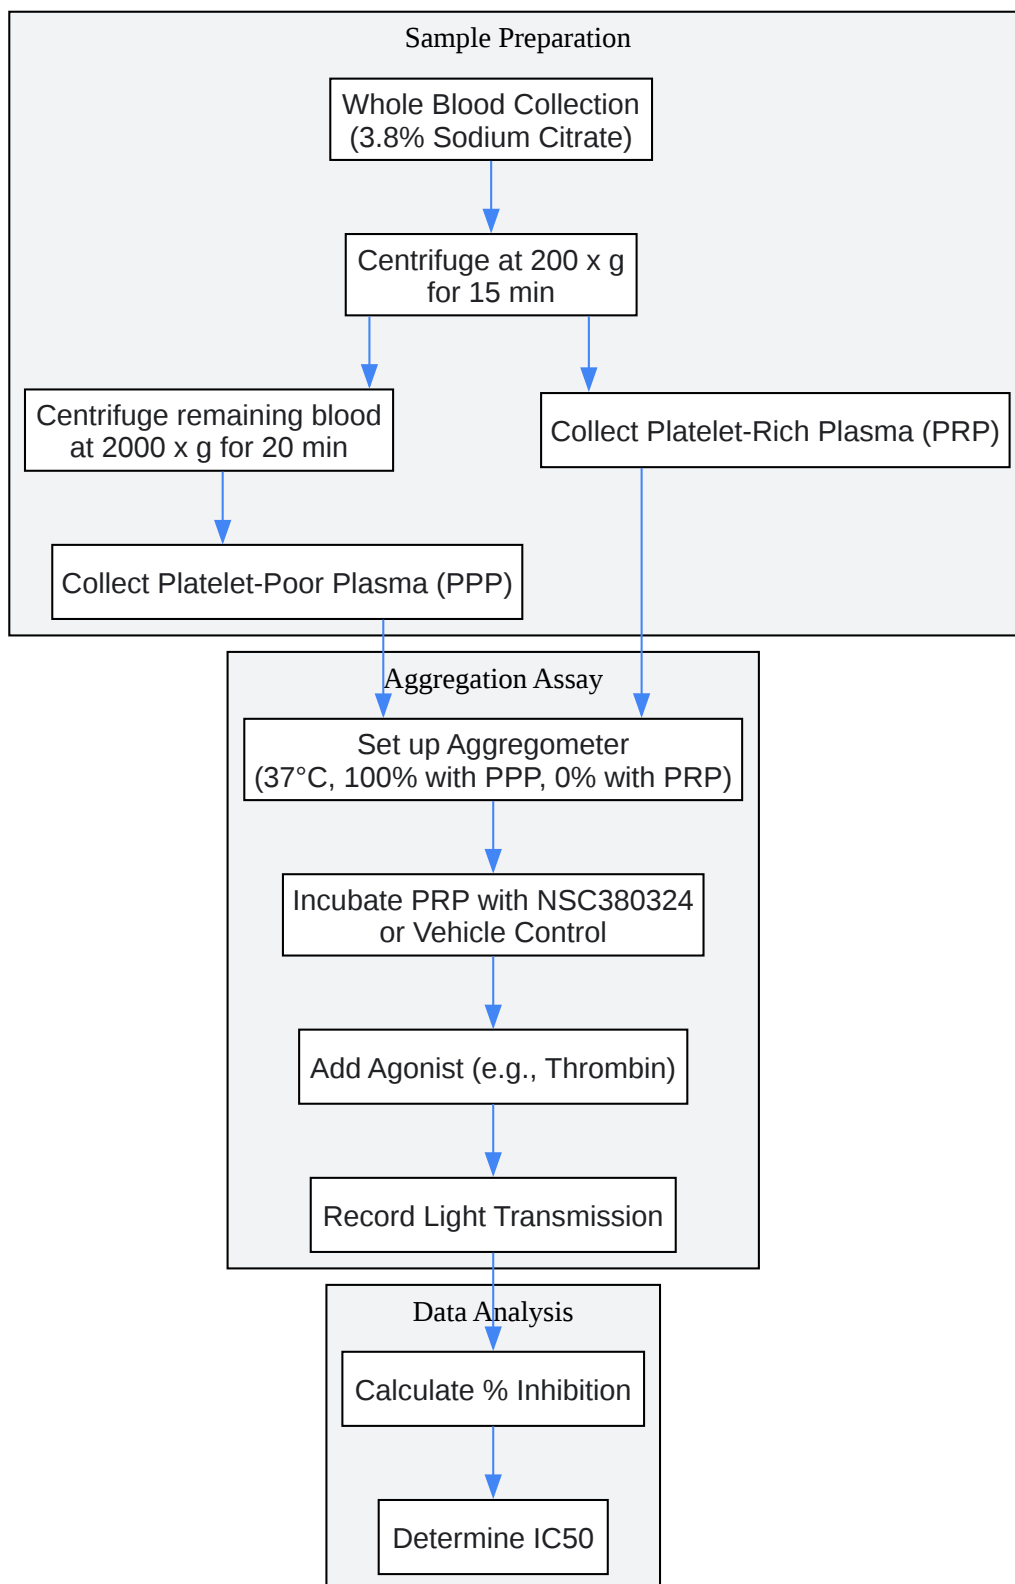 Sample Preparation
Whole Blood Collection
(3.8% Sodium Citrate)
Centrifuge at 200 x g
for 15 min
Centrifuge remaining blood
at 2000 x g for 20 min
Collect Platelet-Rich Plasma (PRP)
Collect Platelet-Poor Plasma (PPP)
Aggregation Assay
Set up Aggregometer
(37°C, 100% with PPP, 0% with PRP)
Incubate PRP with NSC380324
or Vehicle Control
Add Agonist (e.g., Thrombin)
Record Light Transmission
Data Analysis
Calculate % Inhibition
Determine IC50